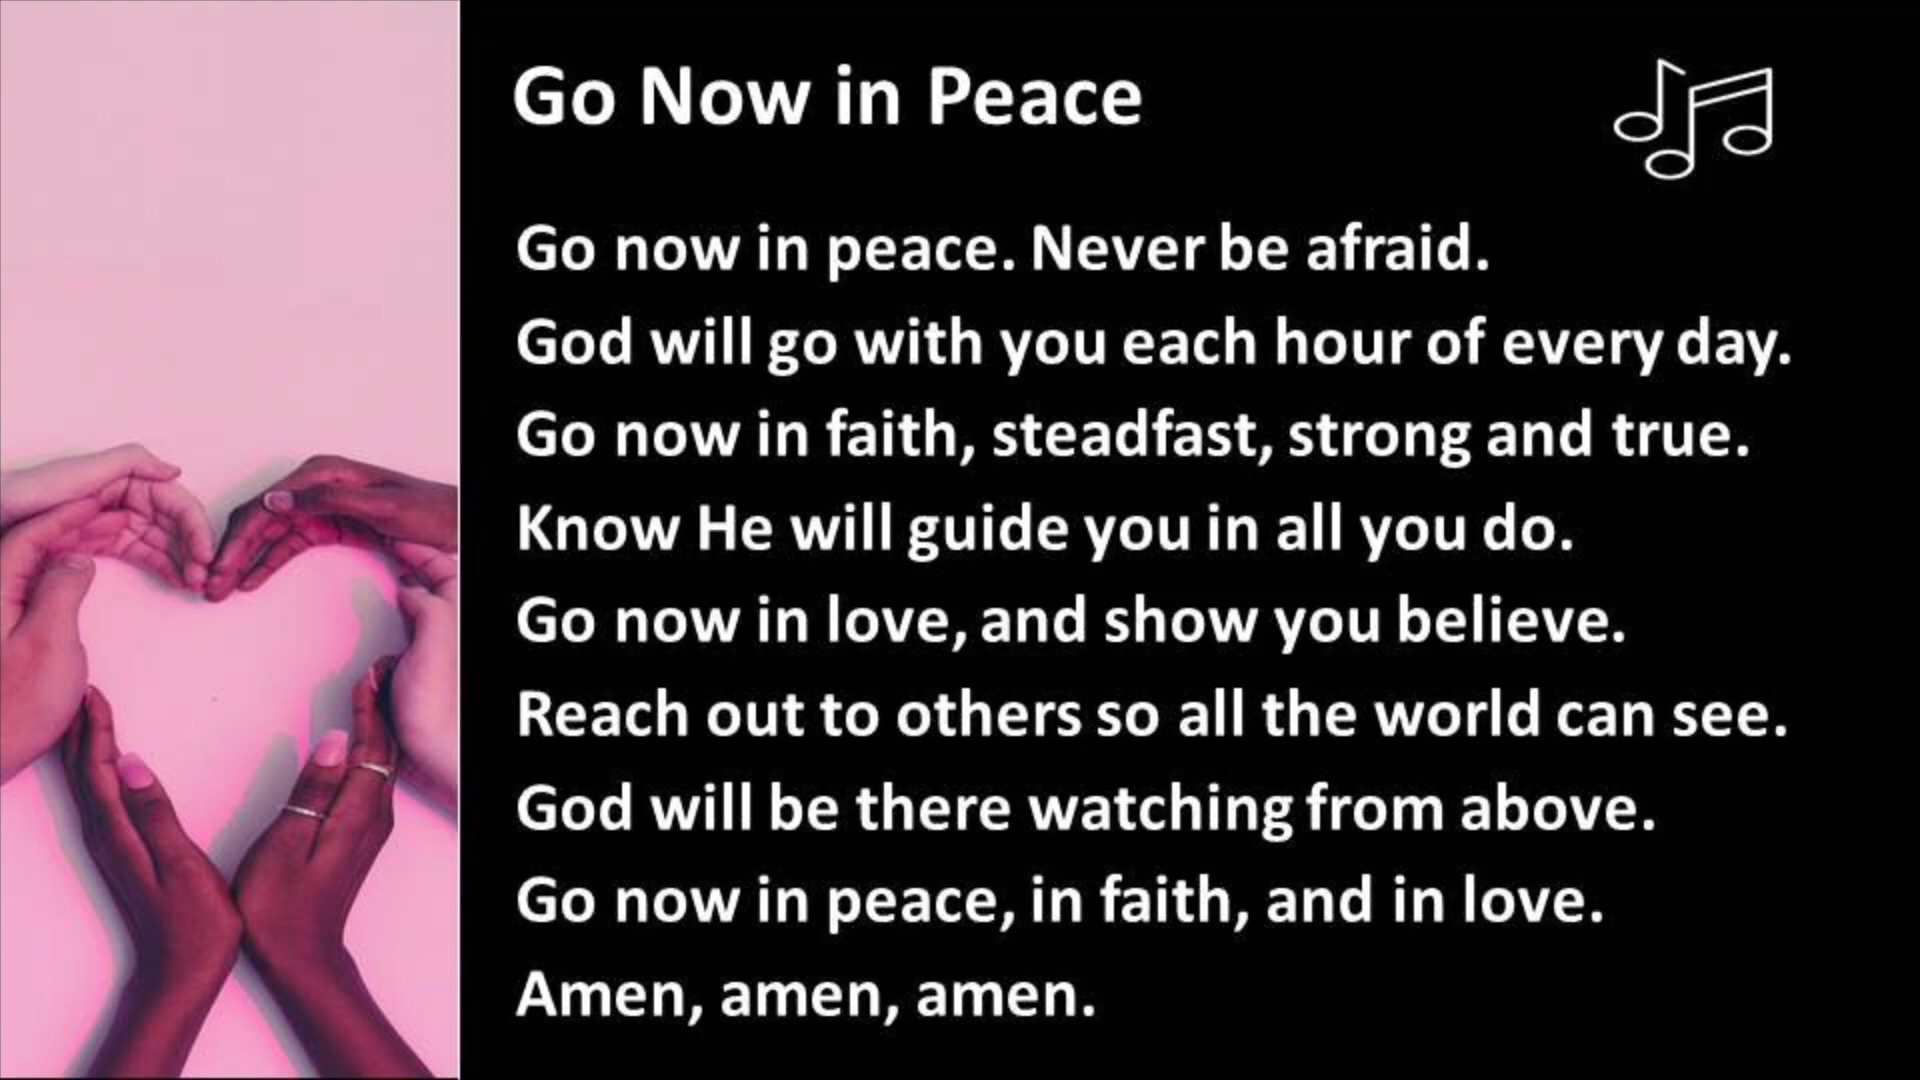 Go Now in Peace
Go now in peace. Never be afraid.
God will go with you each hour of every day.
Go now in faith, steadfast, strong and true.
Know He will guide you in all you do.
Go now in love, and show you believe.
Reach out to others so all the world can see.
God will be there watching from above.
Go now in peace, in faith, and in love.
Amen, amen, amen.